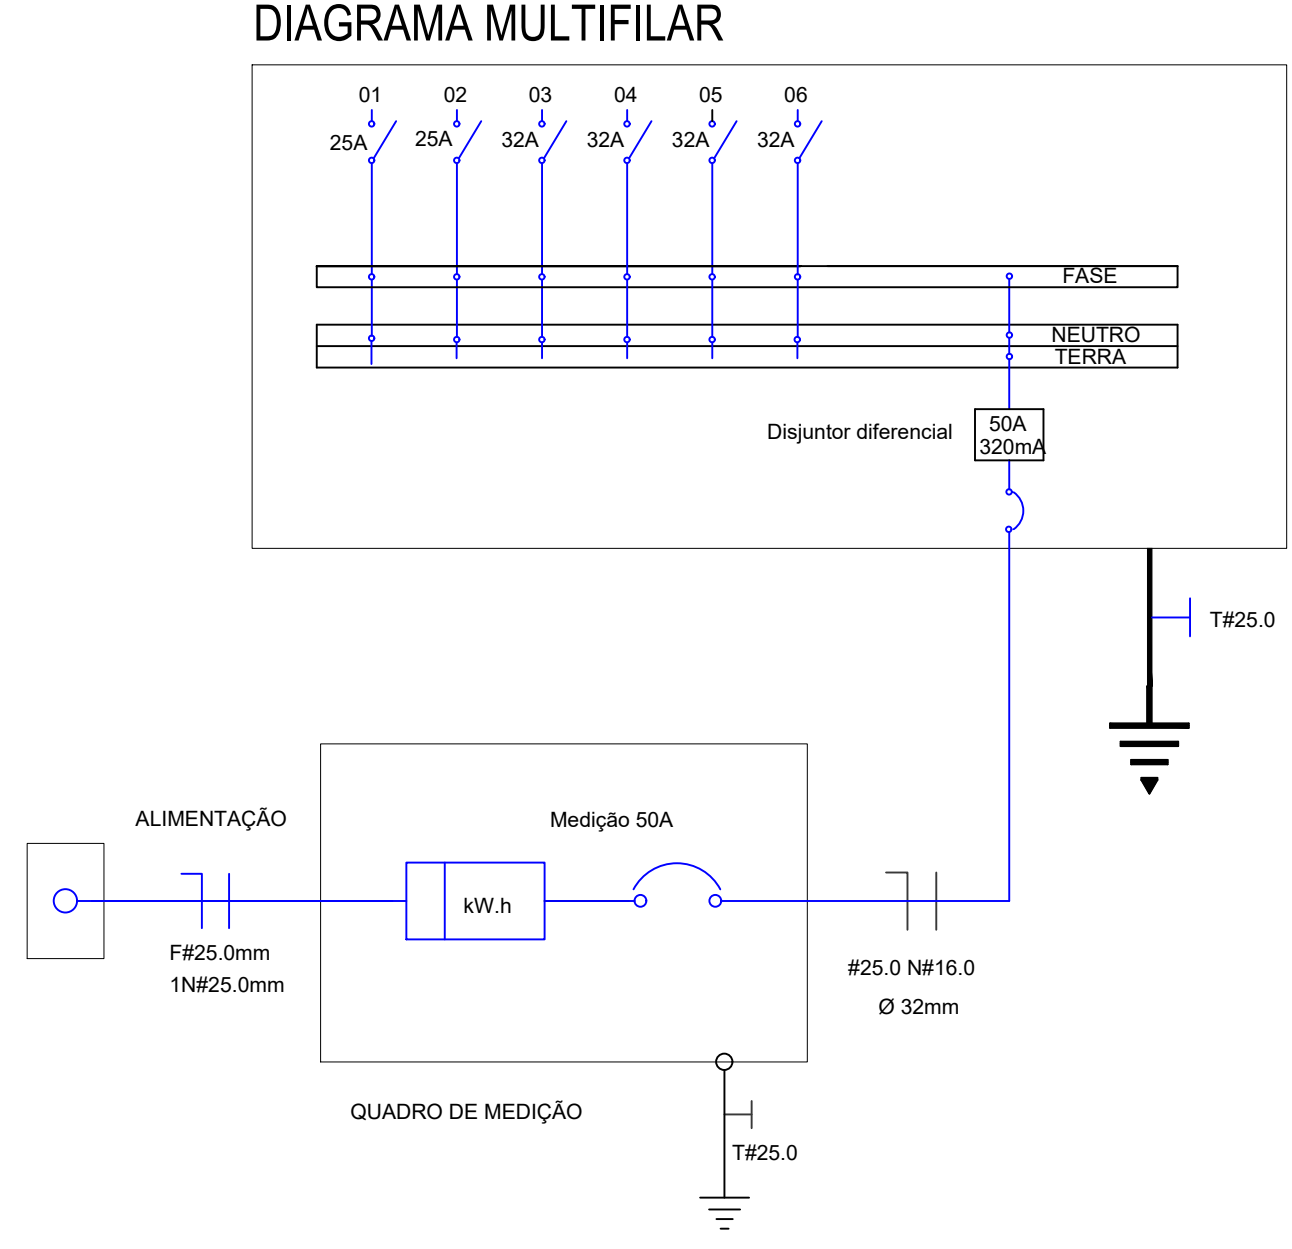 DIAGRAMA MULTIFILAR
01 02 03 04 05 06
25A 25A 32A 32A 32A 32A
FASE
NEUTRO
TERRA
Disjuntor diferencial
50A
320mA
T#25.0
ALIMENTAÇÃO
Medição 50A
kW.h
F#25.0mm
1N#25.0mm
#25.0 N#16.0
Ø 32mm
QUADRO DE MEDIÇÃO
T#25.0